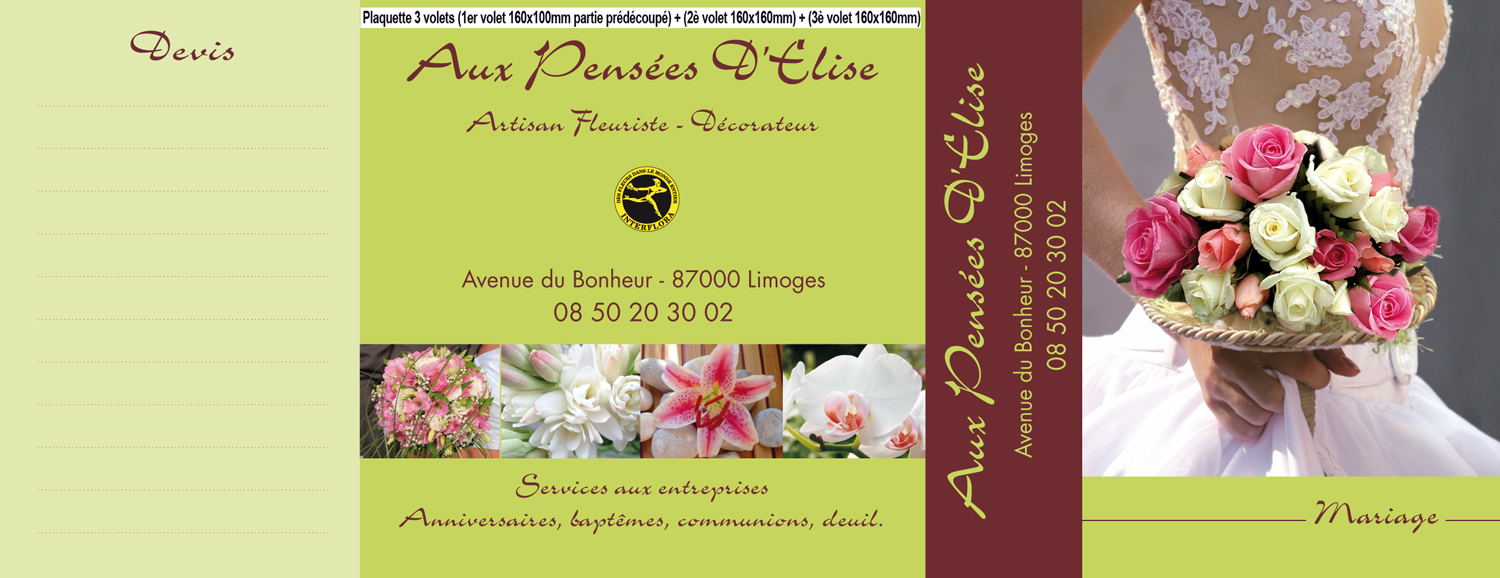 Devis
Plaquette 3 volets (1er volet 160x100mm partie prédécoupé) + (2è volet 160x160mm) + (3è volet 160x160mm)
Aux Pensées D'Elise
Artisan Fleuriste - Décorateur
DES FLEURS DANS LE MONDE ENTIER
INTERFLORA
Avenue du Bonheur - 87000 Limoges
08 50 20 30 02
Services aux entreprises
Anniversaires, baptêmes, communions, deuil.
Aux Pensées D'Elise
Avenue du Bonheur - 87000 Limoges
08 50 20 30 02
Mariage